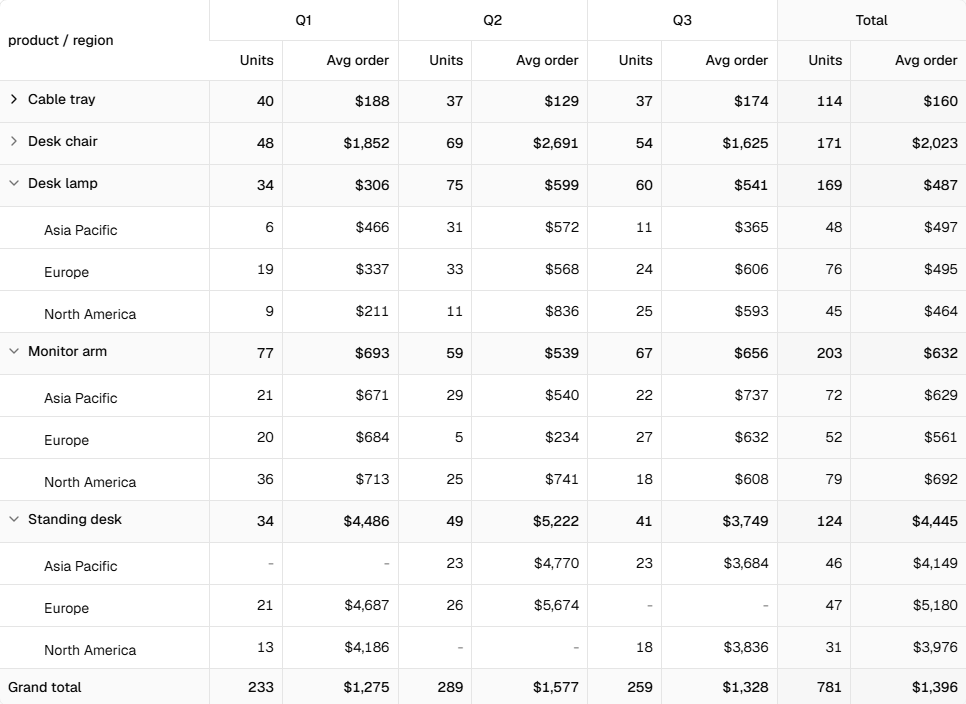 product / region Q1 Q2 Q3 Total
Units Avg order Units Avg order Units Avg order Units Avg order
Cable tray 40 $188 37 $129 37 $174 114 $160
Desk chair 48 $1,852 69 $2,691 54 $1,625 171 $2,023
Desk lamp 34 $306 75 $599 60 $541 169 $487
Asia Pacific 6 $466 31 $572 11 $365 48 $497
Europe 19 $337 33 $568 24 $606 76 $495
North America 9 $211 11 $836 25 $593 45 $464
Monitor arm 77 $693 59 $539 67 $656 203 $632
Asia Pacific 21 $671 29 $540 22 $737 72 $629
Europe 20 $684 5 $234 27 $632 52 $561
North America 36 $713 25 $741 18 $608 79 $692
Standing desk 34 $4,486 49 $5,222 41 $3,749 124 $4,445
Asia Pacific - - 23 $4,770 23 $3,684 46 $4,149
Europe 21 $4,687 26 $5,674 - - 47 $5,180
North America 13 $4,186 - - 18 $3,836 31 $3,976
Grand total 233 $1,275 289 $1,577 259 $1,328 781 $1,396